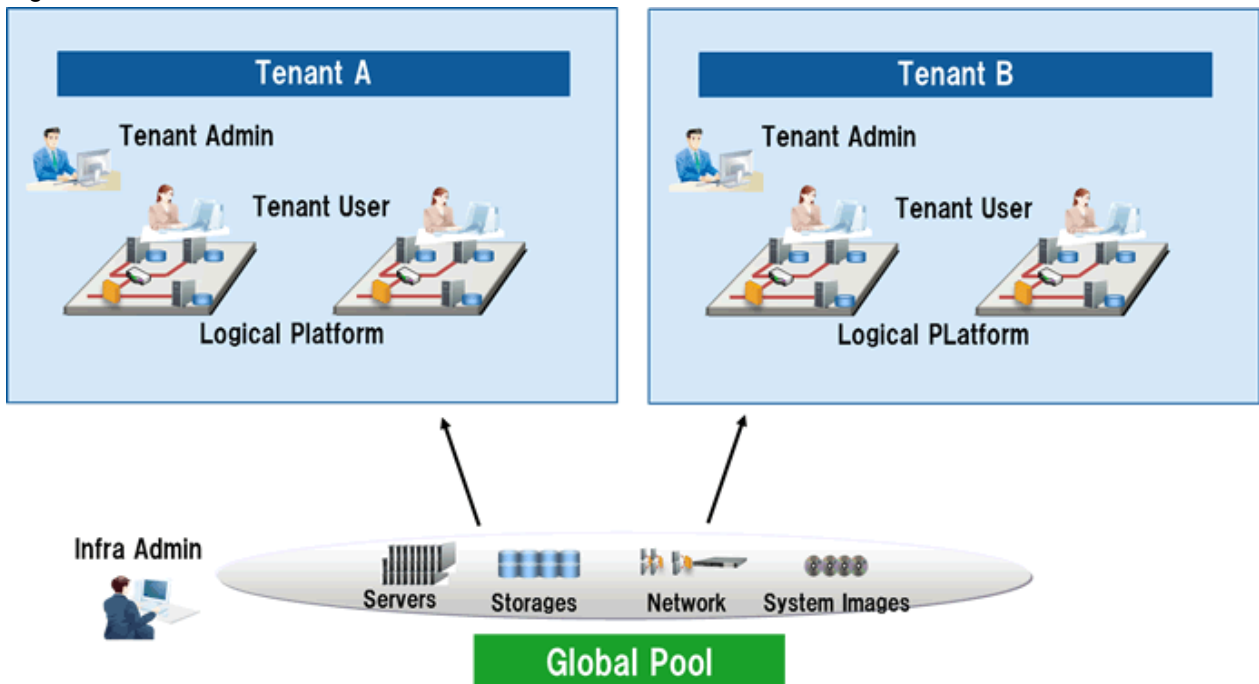 Tenant A
Tenant Admin
Tenant User
Logical Platform
Tenant B
Tenant Admin
Tenant User
Logical PLatform
Infra Admin
Servers
Storages
Network
System Images
Global Pool